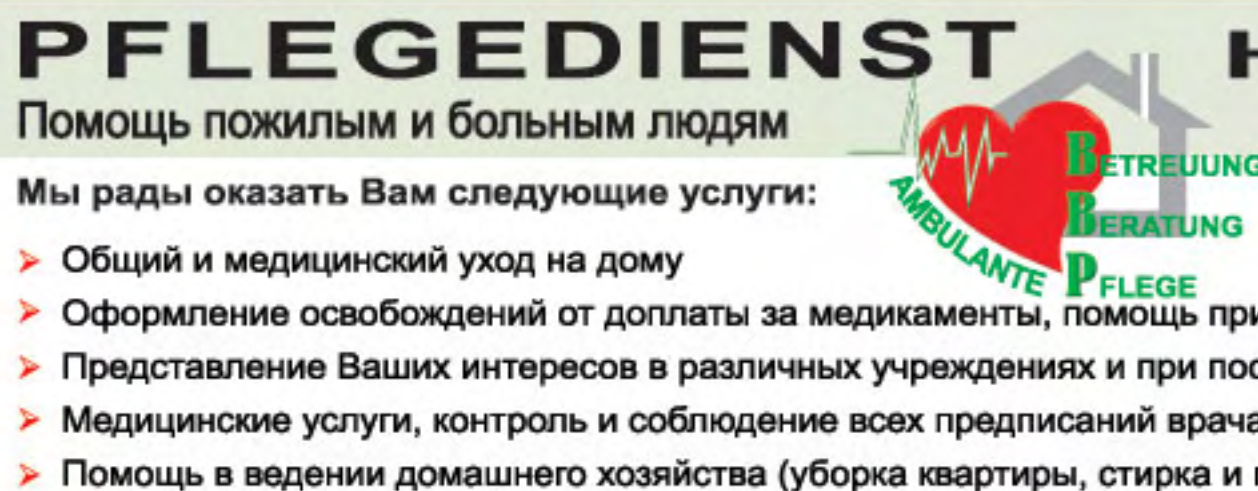 PFLEGEDIENST
Помощь пожилым и больным людям
Мы рады оказать Вам следующие услуги:
AMBULANTE
BETREUUNG
BERATUNG
PFLEGE
➢ Общий и медицинский уход на дому
➢ Оформление освобождений от доплаты за медикаменты, помощь при
➢ Представление Ваших интересов в различных учреждениях и при
➢ Медицинские услуги, контроль и соблюдение всех предписаний врача
➢ Помощь в ведении домашнего хозяйства (уборка квартиры, стирка и